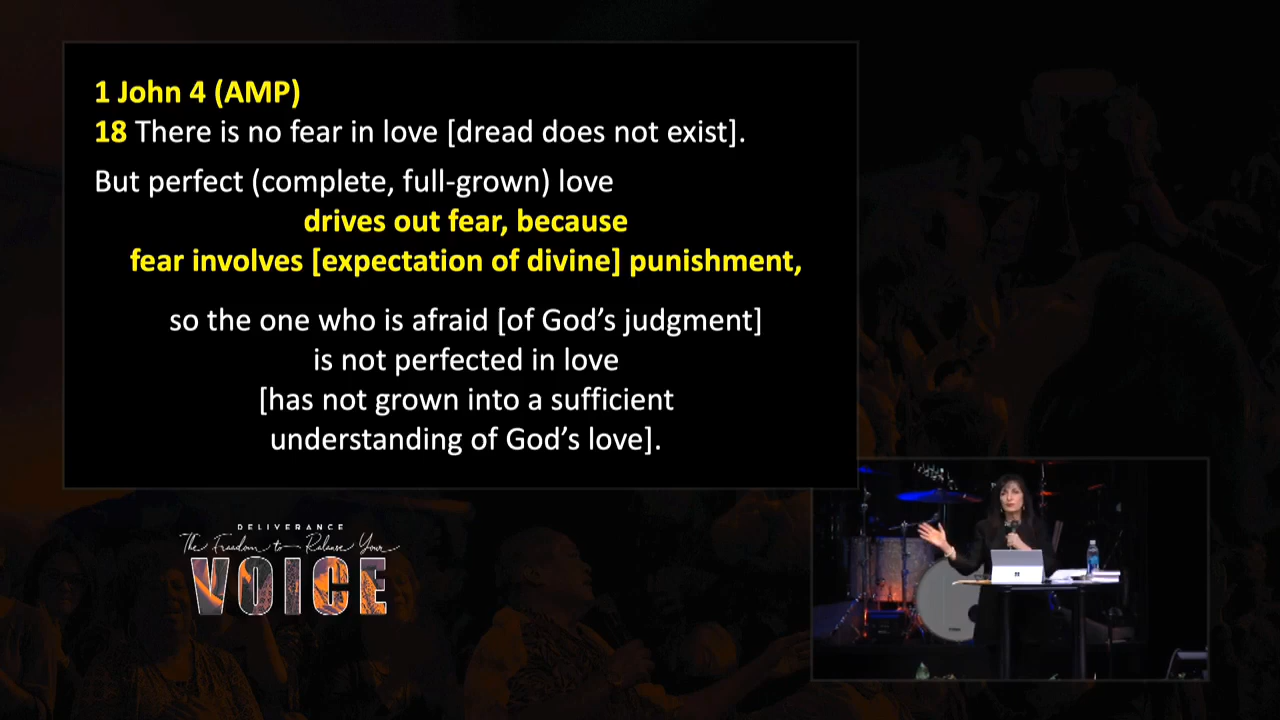 1 John 4 (AMP)
18 There is no fear in love [dread does not exist].
But perfect (complete, full-grown) love
drives out fear, because
fear involves [expectation of divine] punishment,
so the one who is afraid [of God’s judgment]
is not perfected in love
[has not grown into a sufficient
understanding of God’s love].
DELIVERANCE
The Freedom to Release Your
VOICE